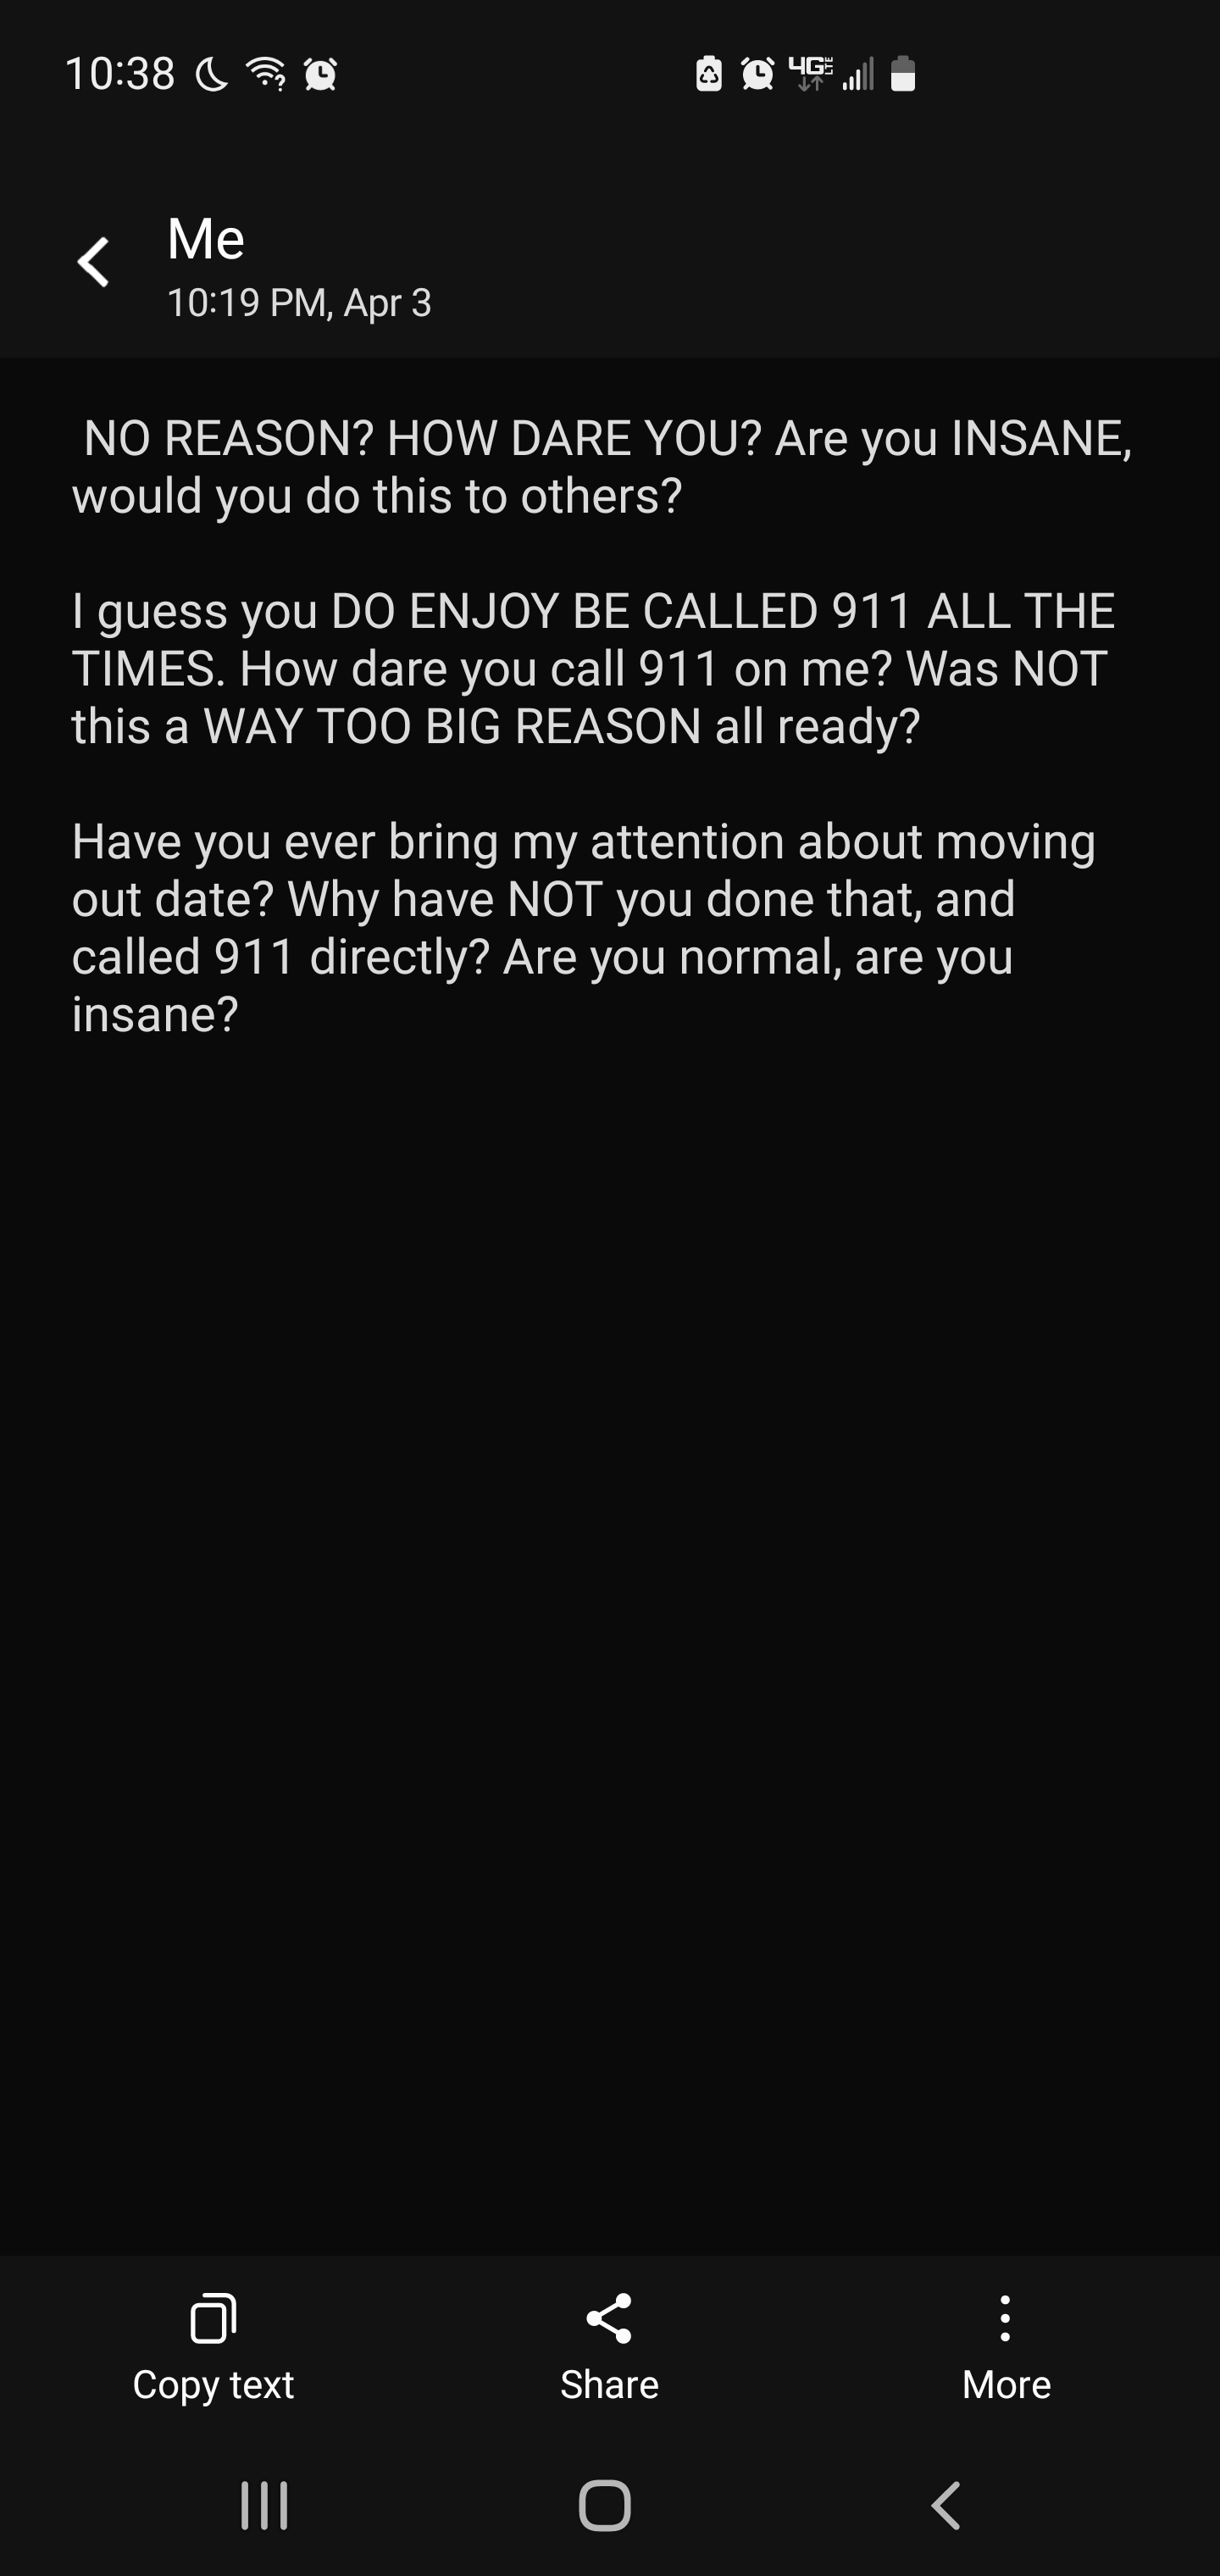 10:38
4G LTE
Me
10:19 PM, Apr 3
NO REASON? HOW DARE YOU? Are you INSANE,
would you do this to others?
I guess you DO ENJOY BE CALLED 911 ALL THE
TIMES. How dare you call 911 on me? Was NOT
this a WAY TOO BIG REASON all ready?
Have you ever bring my attention about moving
out date? Why have NOT you done that, and
called 911 directly? Are you normal, are you
insane?
Copy text
Share
More